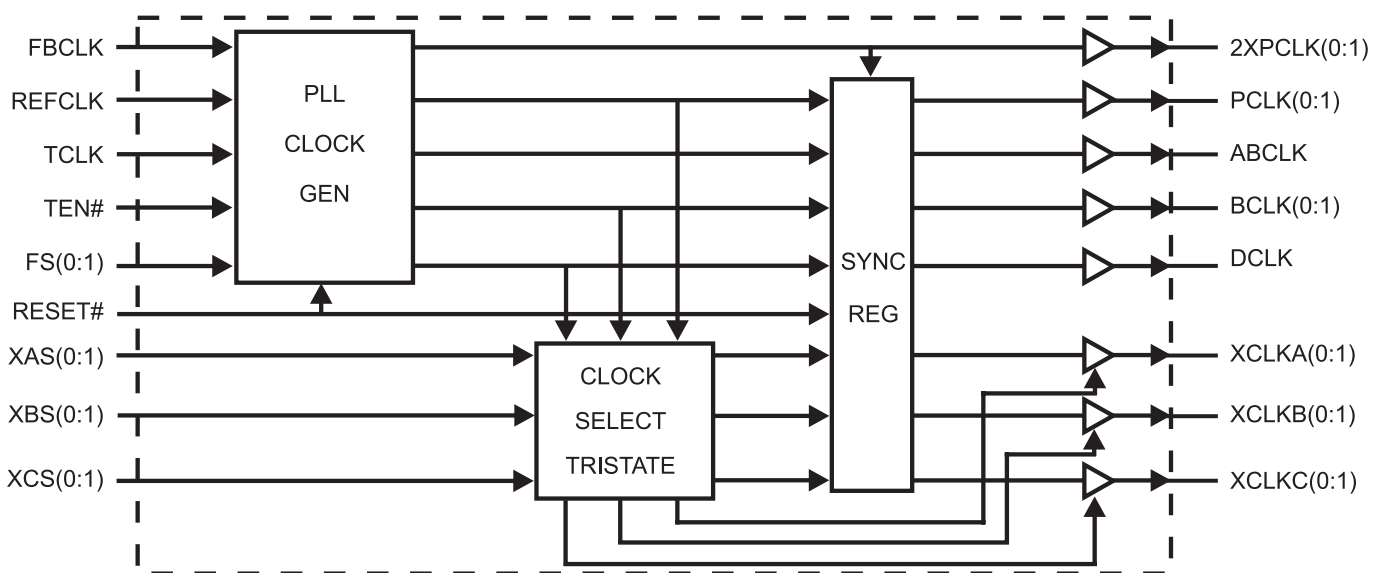 FBCLK
REFCLK
TCLK
TEN#
FS(0:1)
RESET#
XAS(0:1)
XBS(0:1)
XCS(0:1)
PLL
CLOCK
GEN
CLOCK
SELECT
TRISTATE
SYNC
REG
2XPCLK(0:1)
PCLK(0:1)
ABCLK
BCLK(0:1)
DCLK
XCLKA(0:1)
XCLKB(0:1)
XCLKC(0:1)